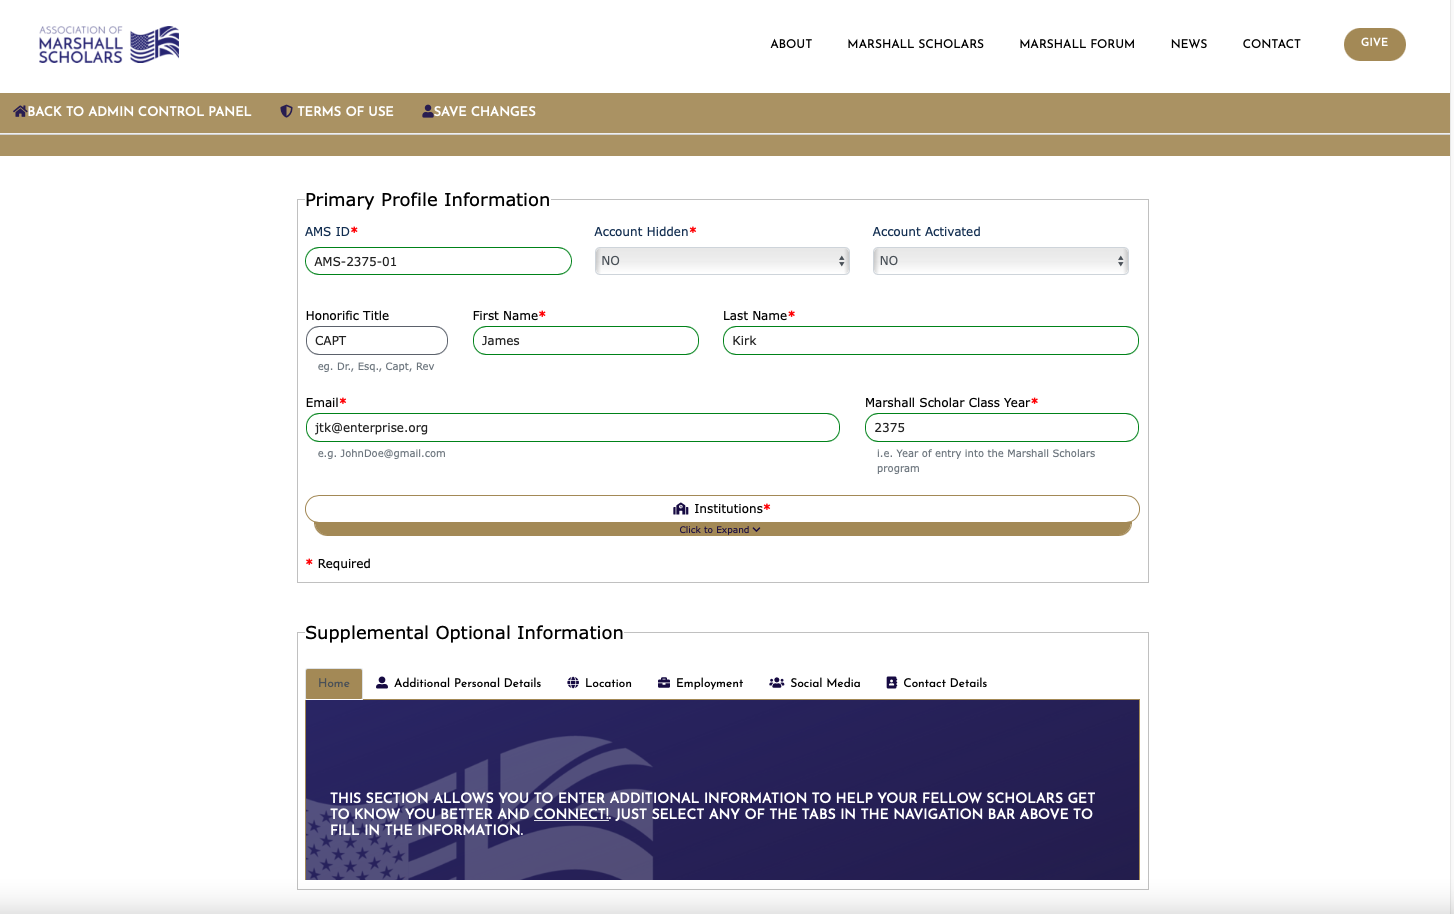 ASSOCIATION OF
MARSHALL
SCHOLARS
ABOUT MARSHALL SCHOLARS MARSHALL FORUM NEWS CONTACT GIVE
BACK TO ADMIN CONTROL PANEL TERMS OF USE SAVE CHANGES
Primary Profile Information
AMS ID* Account Hidden* Account Activated
AMS-2375-01 NO NO
Honorific Title First Name* Last Name*
CAPT James Kirk
eg. Dr., Esq., Capt, Rev
Email* Marshall Scholar Class Year*
jtk@enterprise.org 2375
e.g. JohnDoe@gmail.com i.e. Year of entry into the Marshall Scholars
program
Institutions*
Click to Expand
* Required
Supplemental Optional Information
Home Additional Personal Details Location Employment Social Media Contact Details
THIS SECTION ALLOWS YOU TO ENTER ADDITIONAL INFORMATION TO HELP YOUR FELLOW SCHOLARS GET
TO KNOW YOU BETTER AND CONNECT!. JUST SELECT ANY OF THE TABS IN THE NAVIGATION BAR ABOVE TO
FILL IN THE INFORMATION.